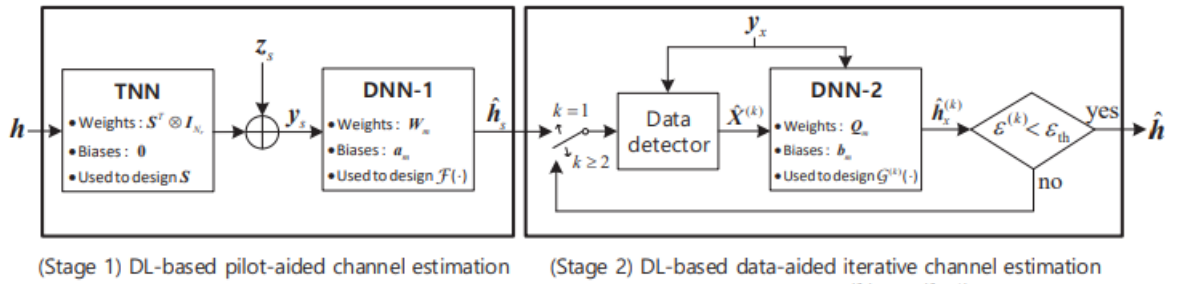 h
TNN
•Weights: Sᵀ ⊗ I_Nᵣ
•Biases: 0
•Used to design S
z_s
y_s
DNN-1
•Weights: W_m
•Biases: a_m
•Used to design ℱ(·)
ĥ_s
k = 1
k ≥ 2
y_x
Data
detector
X̂^(k)
DNN-2
•Weights: Q_m
•Biases: b_m
•Used to design 𝒢^(k)(·)
ĥ_x^(k)
ε^(k) < ε_th
yes
no
ĥ
(Stage 1) DL-based pilot-aided channel estimation
(Stage 2) DL-based data-aided iterative channel estimation